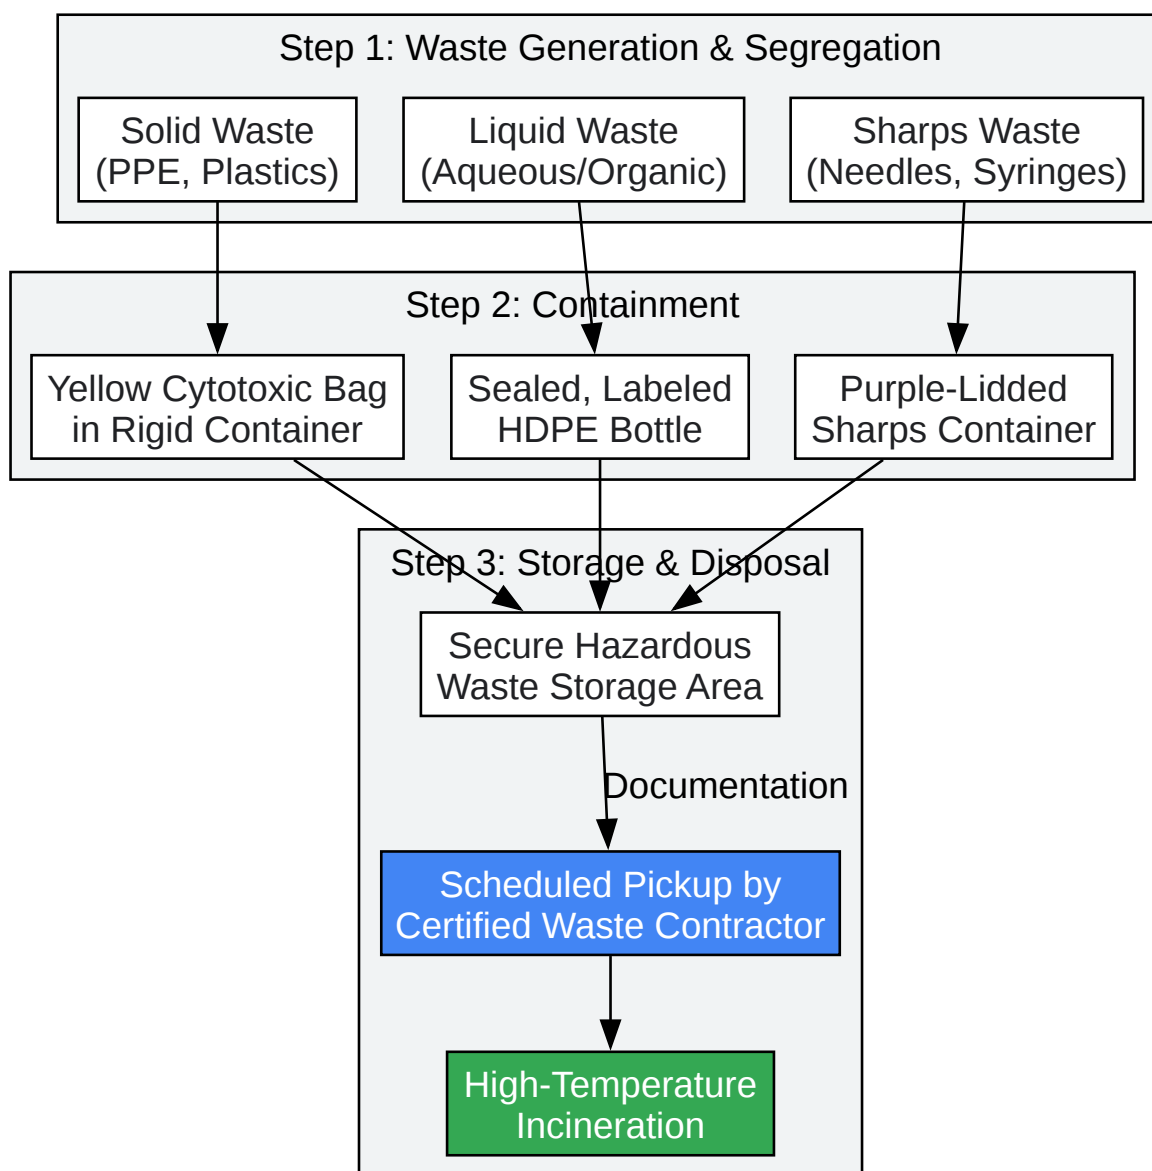 Step 1: Waste Generation & Segregation
Solid Waste
(PPE, Plastics)
Liquid Waste
(Aqueous/Organic)
Sharps Waste
(Needles, Syringes)
Step 2: Containment
Yellow Cytotoxic Bag
in Rigid Container
Sealed, Labeled
HDPE Bottle
Purple-Lidded
Sharps Container
Step 3: Storage & Disposal
Secure Hazardous
Waste Storage Area
Documentation
Scheduled Pickup by
Certified Waste Contractor
High-Temperature
Incineration